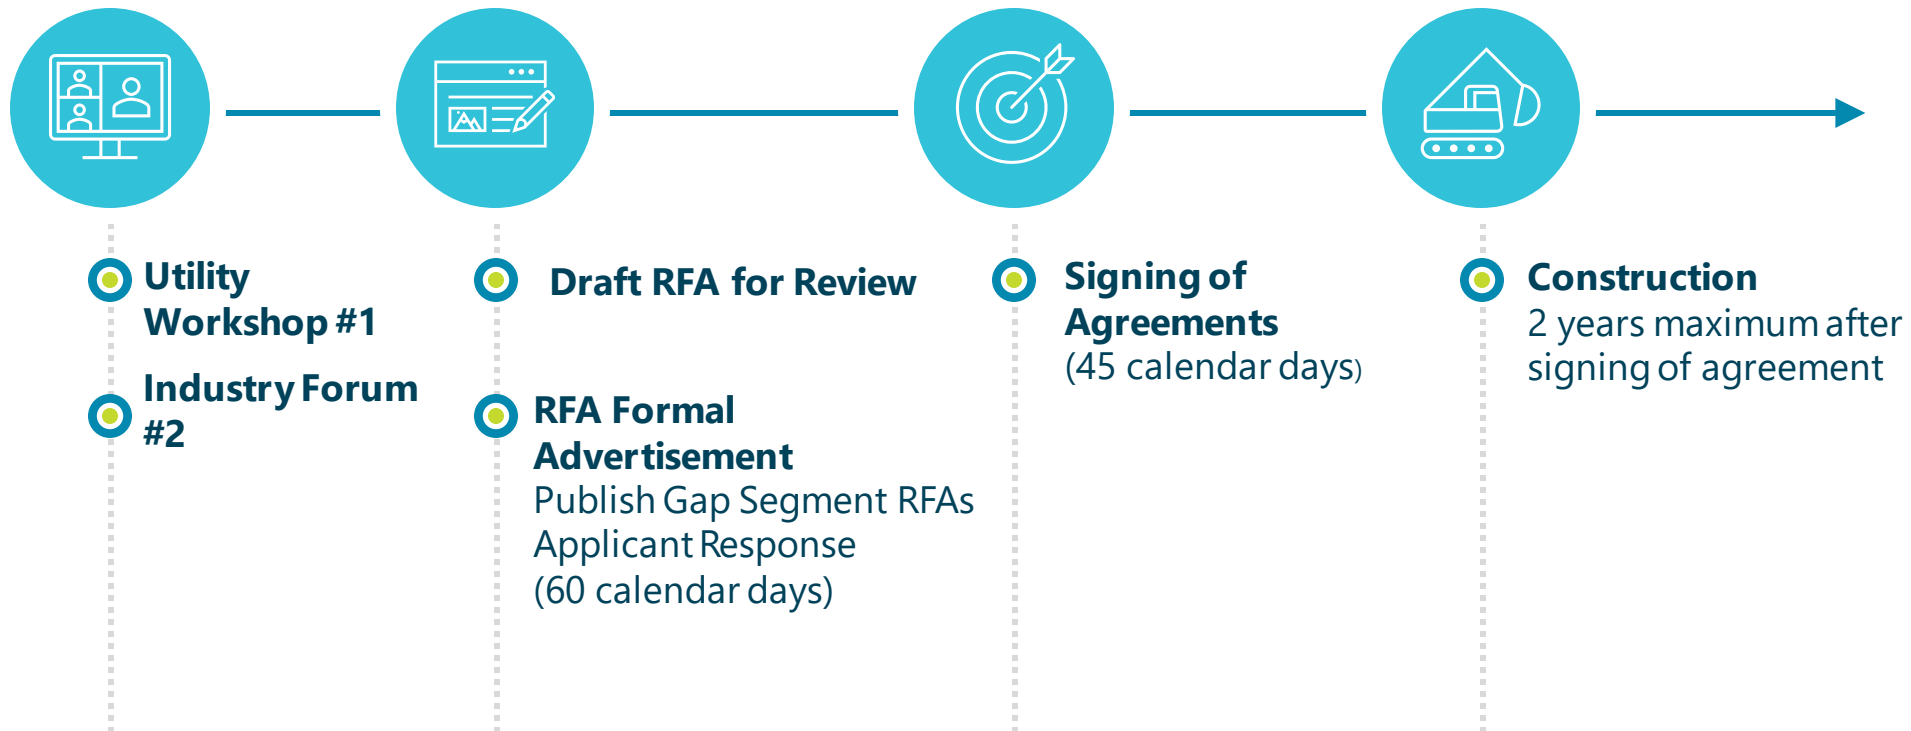 Utility
Workshop #1
Industry Forum
#2
Draft RFA for Review
RFA Formal
Advertisement
Publish Gap Segment RFAs
Applicant Response
(60 calendar days)
Signing of
Agreements
(45 calendar days)
Construction
2 years maximum after
signing of agreement